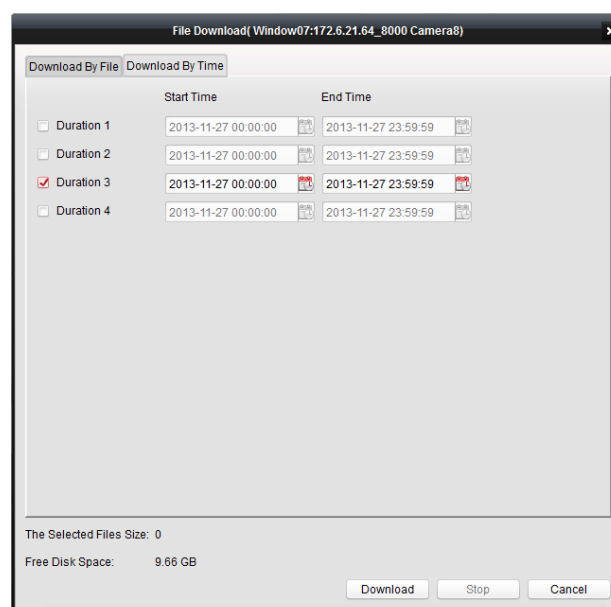 File Download( Window07:172.6.21.64_8000 Camera8)
Download By File Download By Time
Start Time End Time
Duration 1 2013-11-27 00:00:00 2013-11-27 23:59:59
Duration 2 2013-11-27 00:00:00 2013-11-27 23:59:59
Duration 3 2013-11-27 00:00:00 2013-11-27 23:59:59
Duration 4 2013-11-27 00:00:00 2013-11-27 23:59:59
The Selected Files Size: 0
Free Disk Space: 9.66 GB
Download Stop Cancel